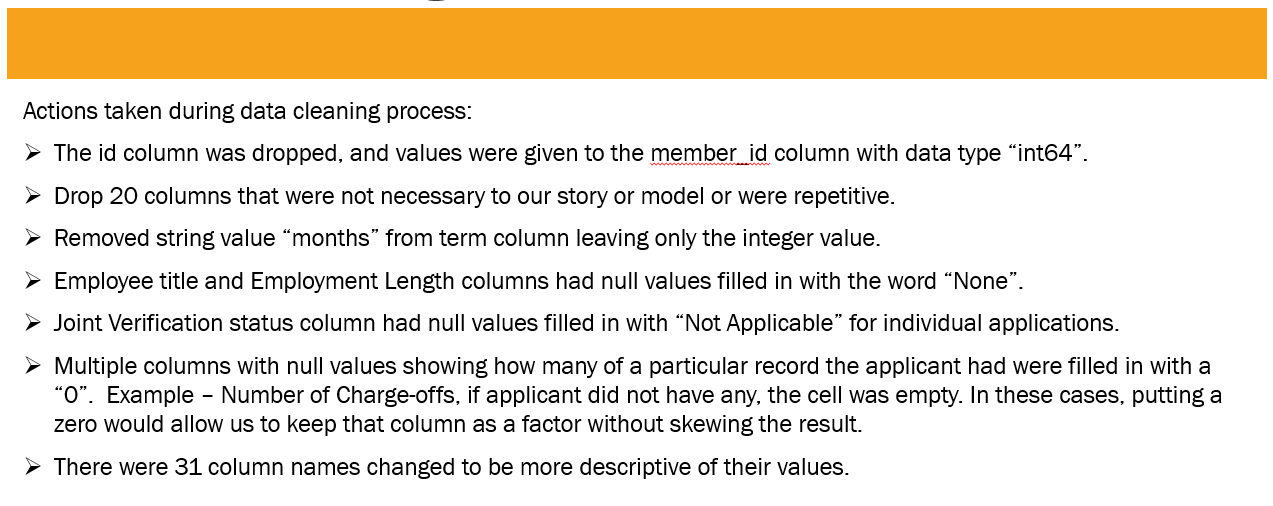 Actions taken during data cleaning process:
The id column was dropped, and values were given to the member_id column with data type “int64”.
Drop 20 columns that were not necessary to our story or model or were repetitive.
Removed string value “months” from term column leaving only the integer value.
Employee title and Employment Length columns had null values filled in with the word “None”.
Joint Verification status column had null values filled in with “Not Applicable” for individual applications.
Multiple columns with null values showing how many of a particular record the applicant had were filled in with a
“0”.  Example – Number of Charge-offs, if applicant did not have any, the cell was empty. In these cases, putting a
zero would allow us to keep that column as a factor without skewing the result.
There were 31 column names changed to be more descriptive of their values.